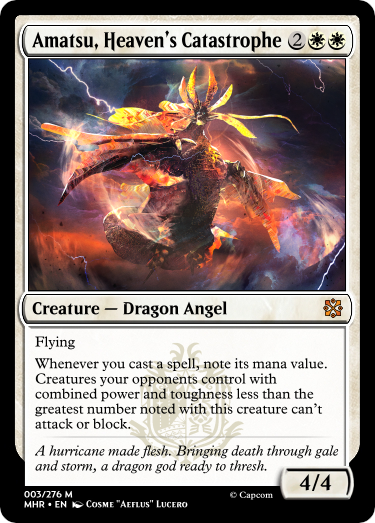 Amatsu, Heaven's Catastrophe 2
Creature — Dragon Angel
Flying
Whenever you cast a spell, note its mana value.
Creatures your opponents control with
combined power and toughness less than the
greatest number noted with this creature can't
attack or block.
A hurricane made flesh. Bringing death through gale
and storm, a dragon god ready to thresh.
4/4
003/276 M
MHR • EN Cosme "Aeflus" Lucero
© Capcom